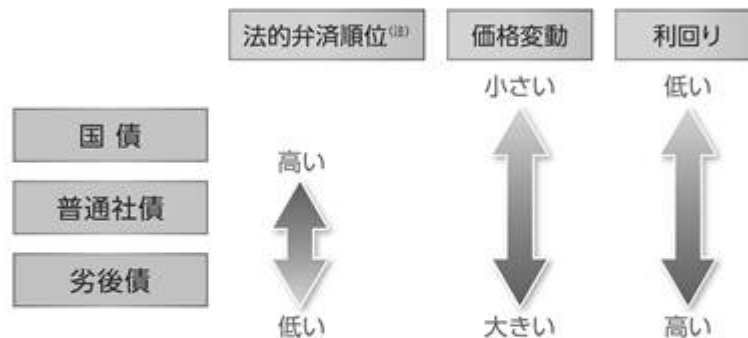 法的弁済順位(注)
価格変動
利回り
小さい
低い
国債
高い
普通社債
劣後債
低い
大きい
高い